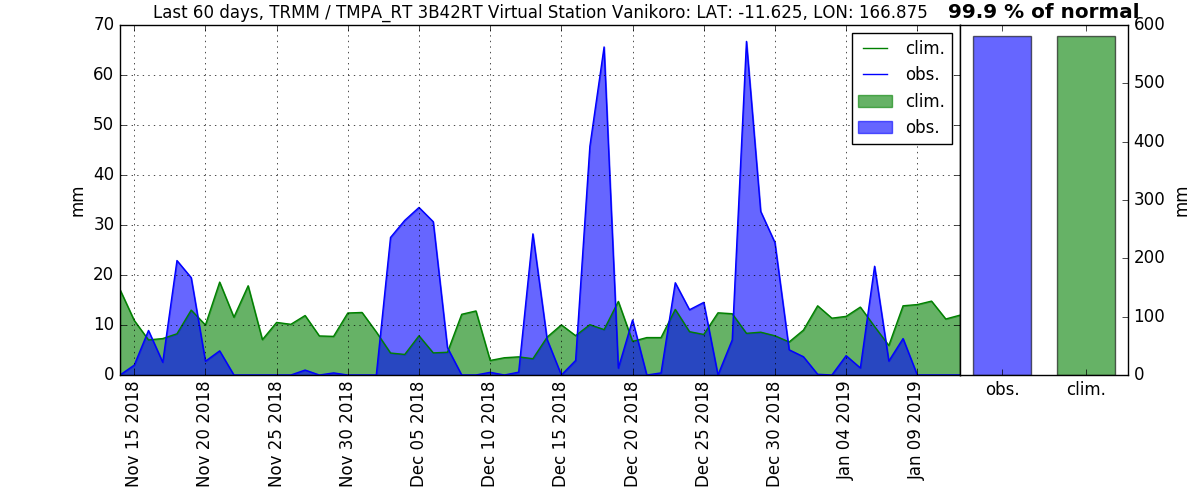 Last 60 days, TRMM / TMPA_RT 3B42RT Virtual Station Vanikoro: LAT: -11.625, LON: 166.875
99.9 % of normal
70
60
50
40
30
20
10
0
mm
clim.
obs.
clim.
obs.
Nov 15 2018
Nov 20 2018
Nov 25 2018
Nov 30 2018
Dec 05 2018
Dec 10 2018
Dec 15 2018
Dec 20 2018
Dec 25 2018
Dec 30 2018
Jan 04 2019
Jan 09 2019
600
500
400
300
200
100
0
mm
obs.
clim.